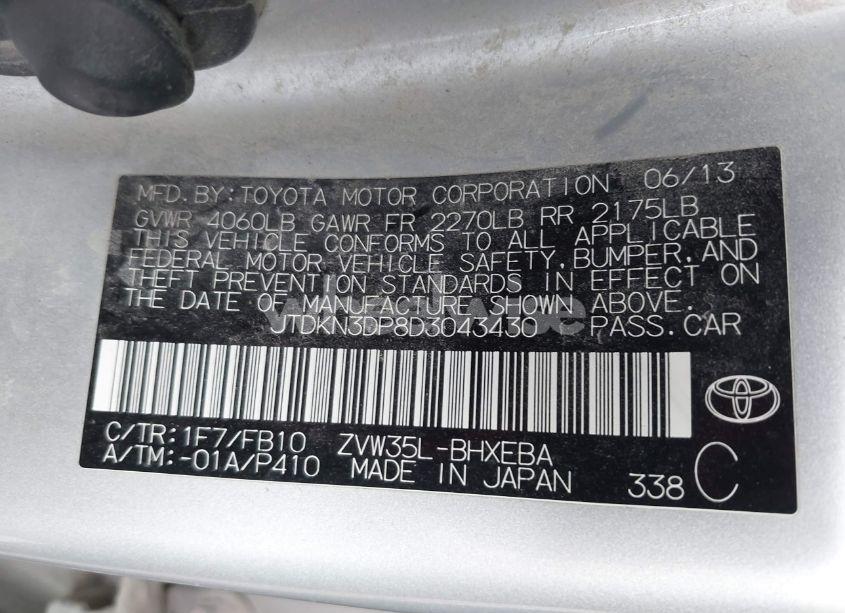 MFD. BY: TOYOTA MOTOR CORPORATION 06/13
GVWR 4060LB GAWR FR 2270LB RR 2175LB
THIS VEHICLE CONFORMS TO ALL APPLICABLE
FEDERAL MOTOR VEHICLE SAFETY, BUMPER, AND
THEFT PREVENTION STANDARDS IN EFFECT ON
THE DATE OF MANUFACTURE SHOWN ABOVE.
JTDKN3DP8D3043430 PASS. CAR
C/TR: 1F7/FB10 ZVW35L-BHXEBA
A/TM: -01A/P410 MADE IN JAPAN 338 C